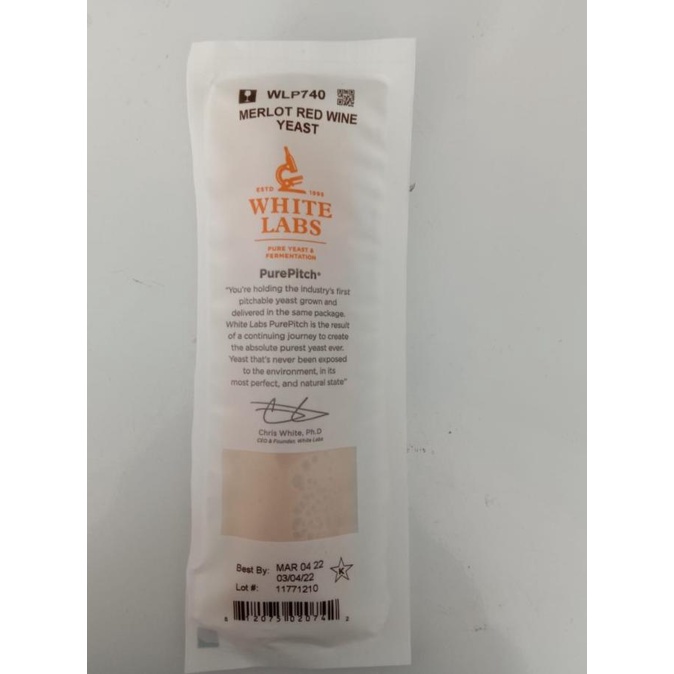 WLP740
MERLOT RED WINE
YEAST
ESTD 1995
WHITE
LABS
PURE YEAST &
FERMENTATION
PurePitch®
"You're holding the industry's first
pitchable yeast grown and
delivered in the same package.
White Labs PurePitch is the result
of a continuing journey to create
the absolute purest yeast ever.
Yeast that's never been exposed
to the environment, in its
most perfect, and natural state"
Chris White, Ph.D
CEO & Founder, White Labs
Best By: MAR 04 22
03/04/22
Lot #: 11771210
K
6 12075 02074 2